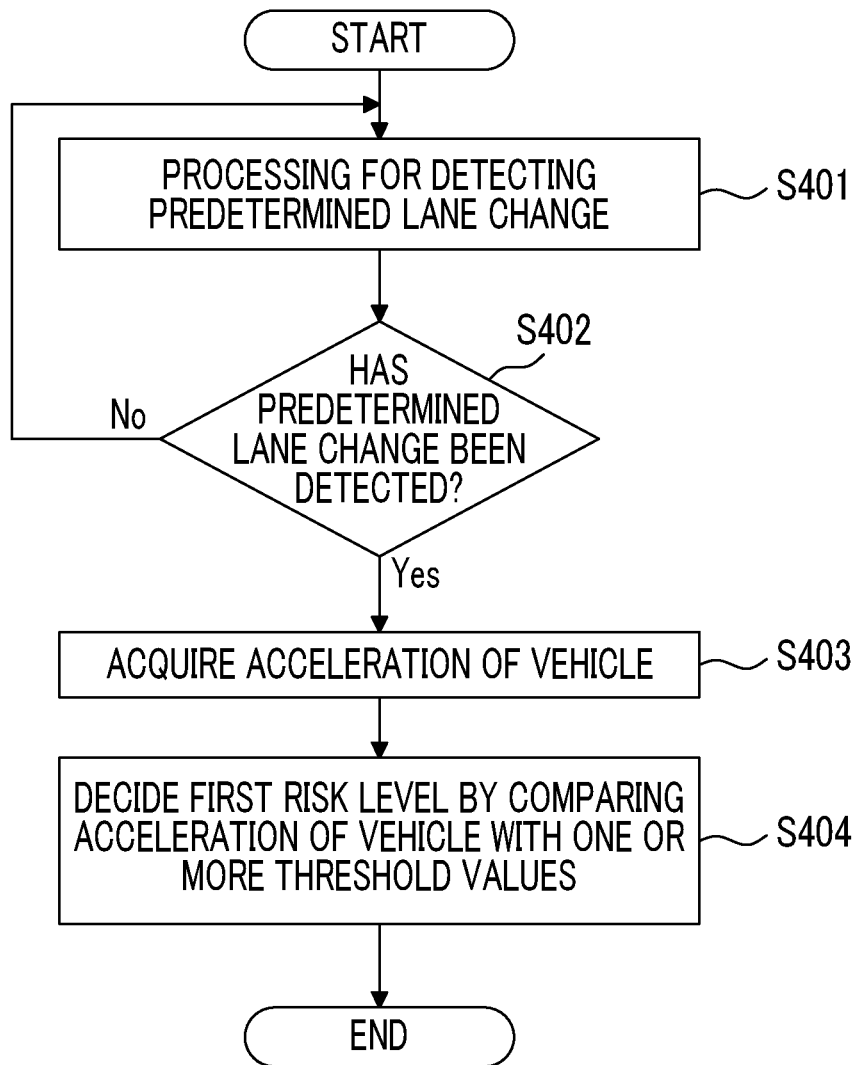 START
PROCESSING FOR DETECTING
PREDETERMINED LANE CHANGE
S401
S402
HAS
PREDETERMINED
LANE CHANGE BEEN
DETECTED?
No
Yes
ACQUIRE ACCELERATION OF VEHICLE
S403
DECIDE FIRST RISK LEVEL BY COMPARING
ACCELERATION OF VEHICLE WITH ONE OR
MORE THRESHOLD VALUES
S404
END